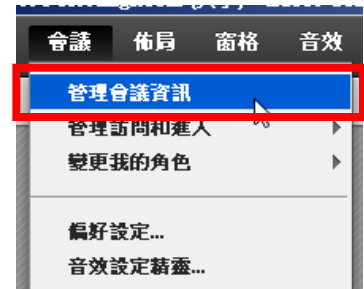 會議 佈局 窗格 音效
管理會議資訊
管理訪問和進入
變更我的角色
偏好設定...
音效設定精靈...